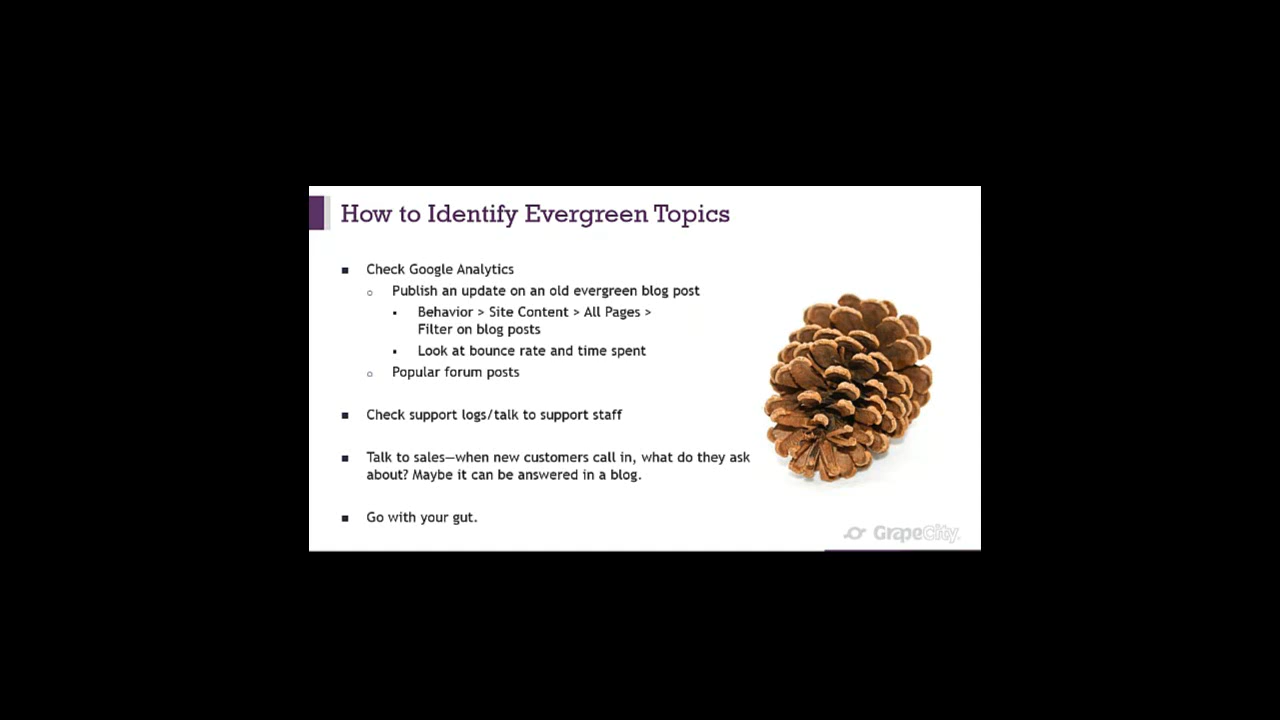 How to Identify Evergreen Topics
Check Google Analytics
Publish an update on an old evergreen blog post
Behavior > Site Content > All Pages >
Filter on blog posts
Look at bounce rate and time spent
Popular forum posts
Check support logs/talk to support staff
Talk to sales—when new customers call in, what do they ask
about? Maybe it can be answered in a blog.
Go with your gut.
GrapeCity